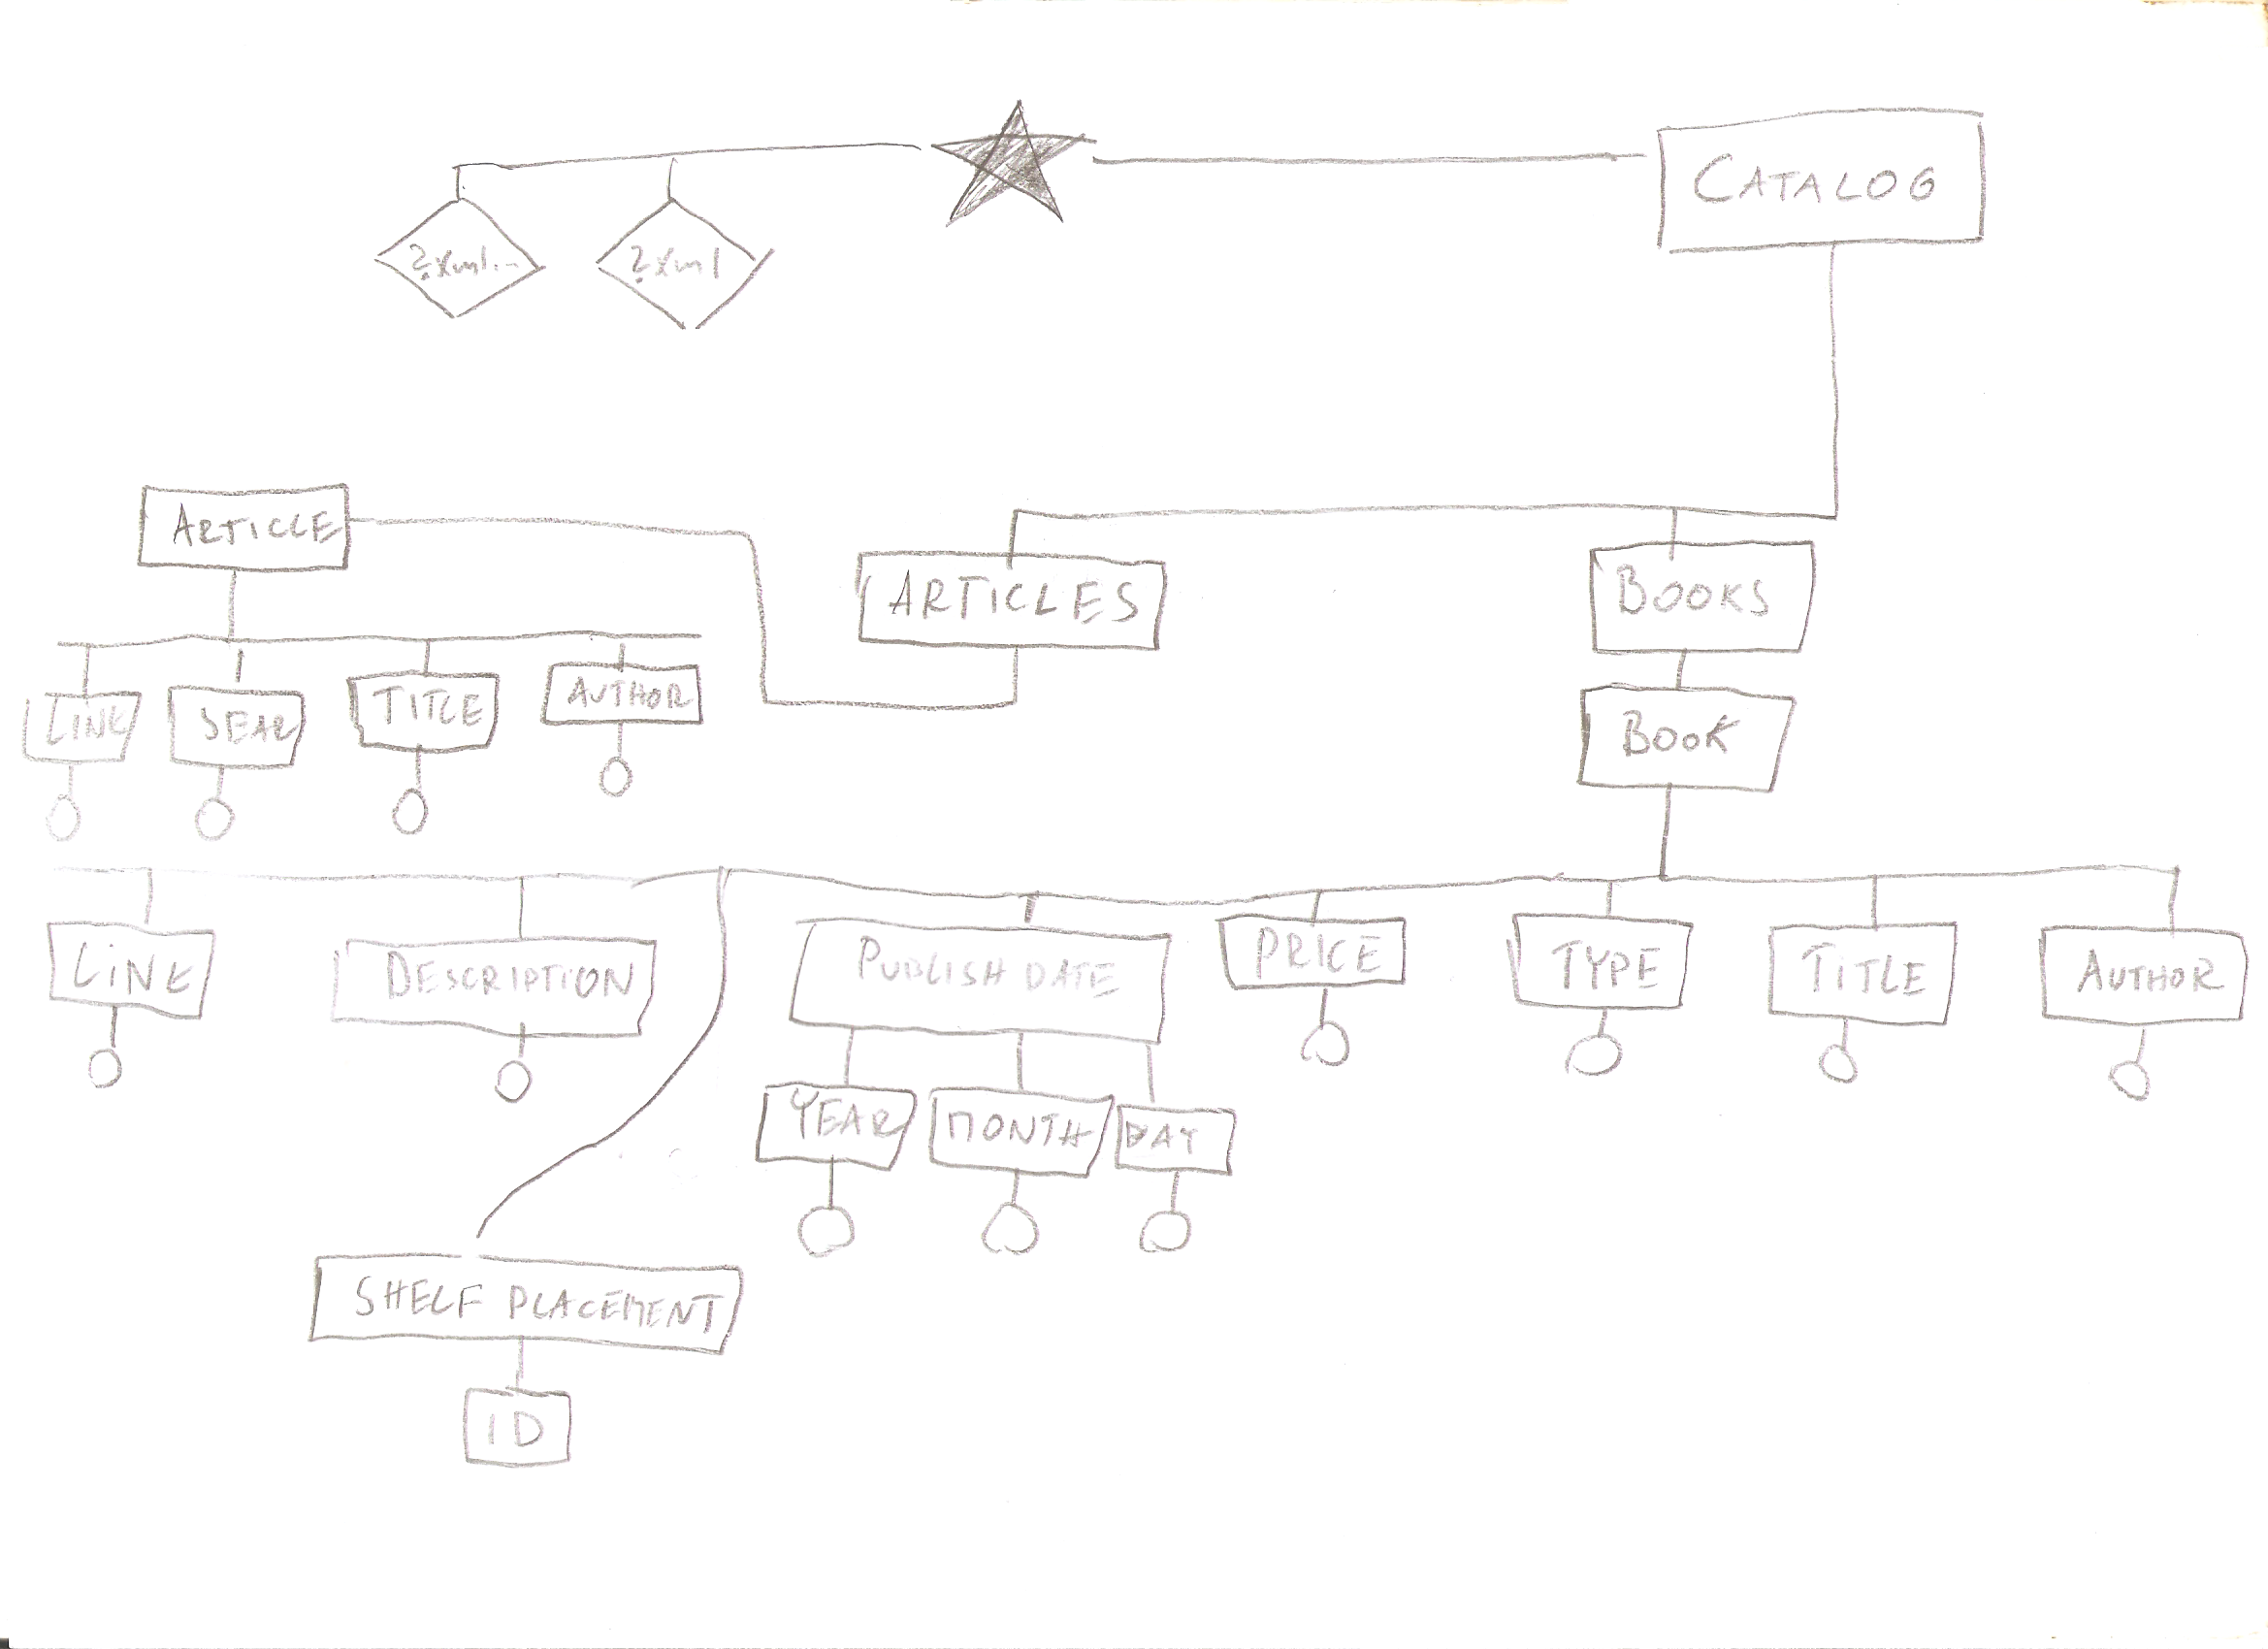 CATALOG
?xml...
?xml
ARTICLE
ARTICLES
BOOKS
LINK
YEAR
TITLE
AUTHOR
BOOK
LINK
DESCRIPTION
PUBLISH DATE
PRICE
TYPE
TITLE
AUTHOR
YEAR
MONTH
DAY
SHELF PLACEMENT
ID